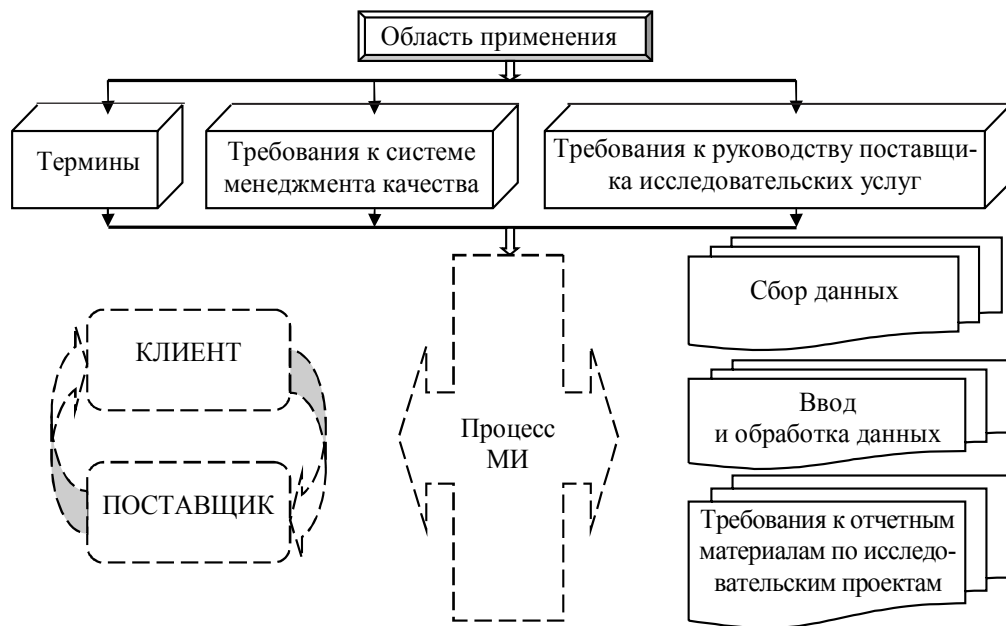 Область применения
Термины
Требования к системе
менеджмента качества
Требования к руководству поставщи-
ка исследовательских услуг
КЛИЕНТ
ПОСТАВЩИК
Процесс
МИ
Сбор данных
Ввод
и обработка данных
Требования к отчетным
материалам по исследо-
вательским проектам